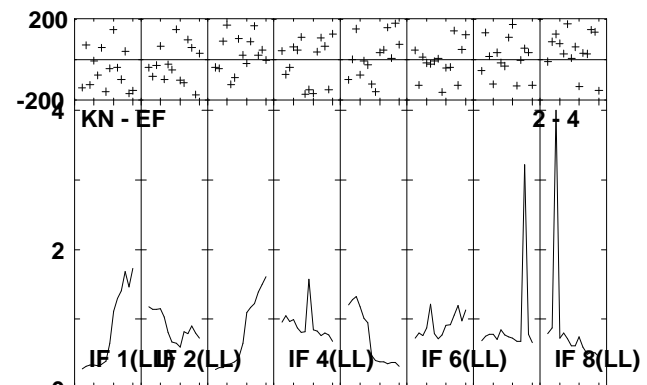 200
-200
4
KN - EF
2 - 4
2
IF 1(LL)
IF 2(LL)
IF 4(LL)
IF 6(LL)
IF 8(LL)
0